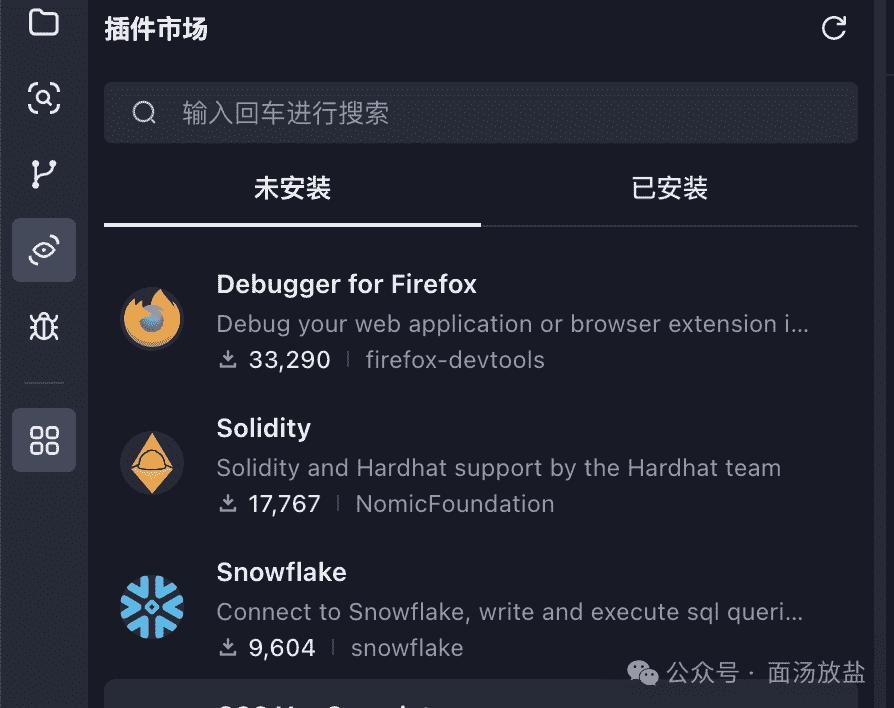 插件市场
输入回车进行搜索
未安装 已安装
Debugger for Firefox
Debug your web application or browser extension i...
33,290 firefox-devtools
Solidity
Solidity and Hardhat support by the Hardhat team
17,767 NomicFoundation
Snowflake
Connect to Snowflake, write and execute sql queri...
9,604 snowflake
公众号 · 面汤放盐